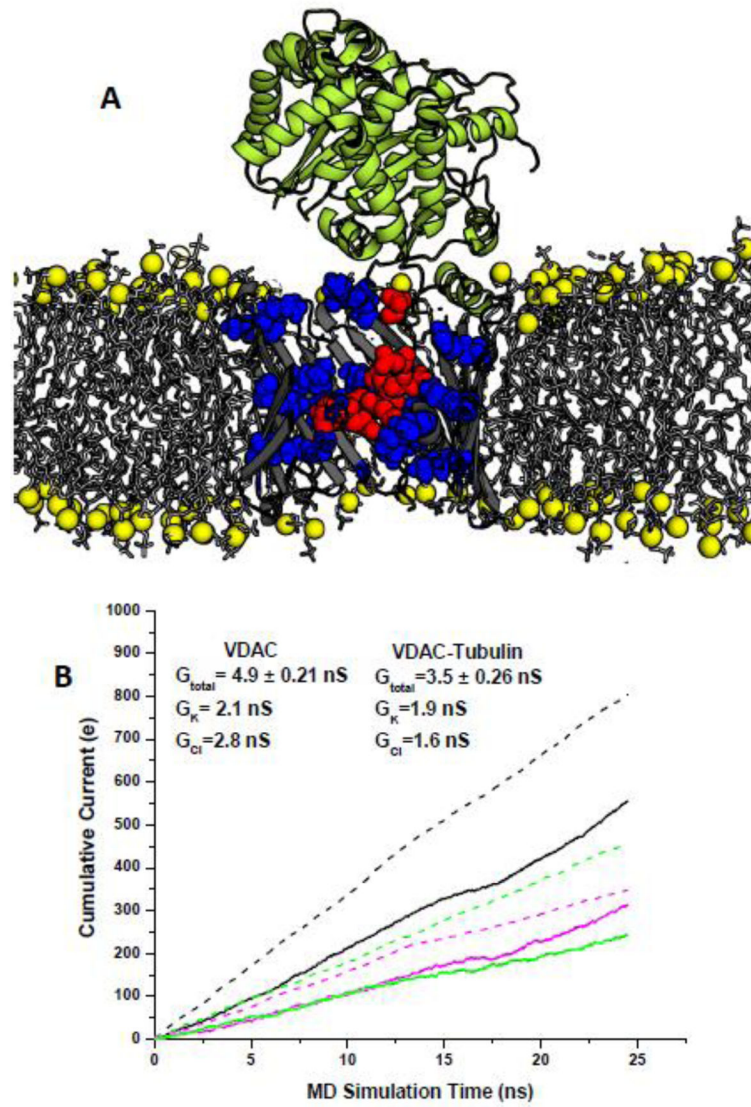 A
B
1000
900
800
700
600
500
400
300
200
100
0
Cumulative Current (e)
VDAC VDAC-Tubulin
G_total= 4.9 ± 0.21 nS G_total=3.5 ± 0.26 nS
G_K= 2.1 nS G_K=1.9 nS
G_Cl=2.8 nS G_Cl=1.6 nS
0 5 10 15 20 25
MD Simulation Time (ns)